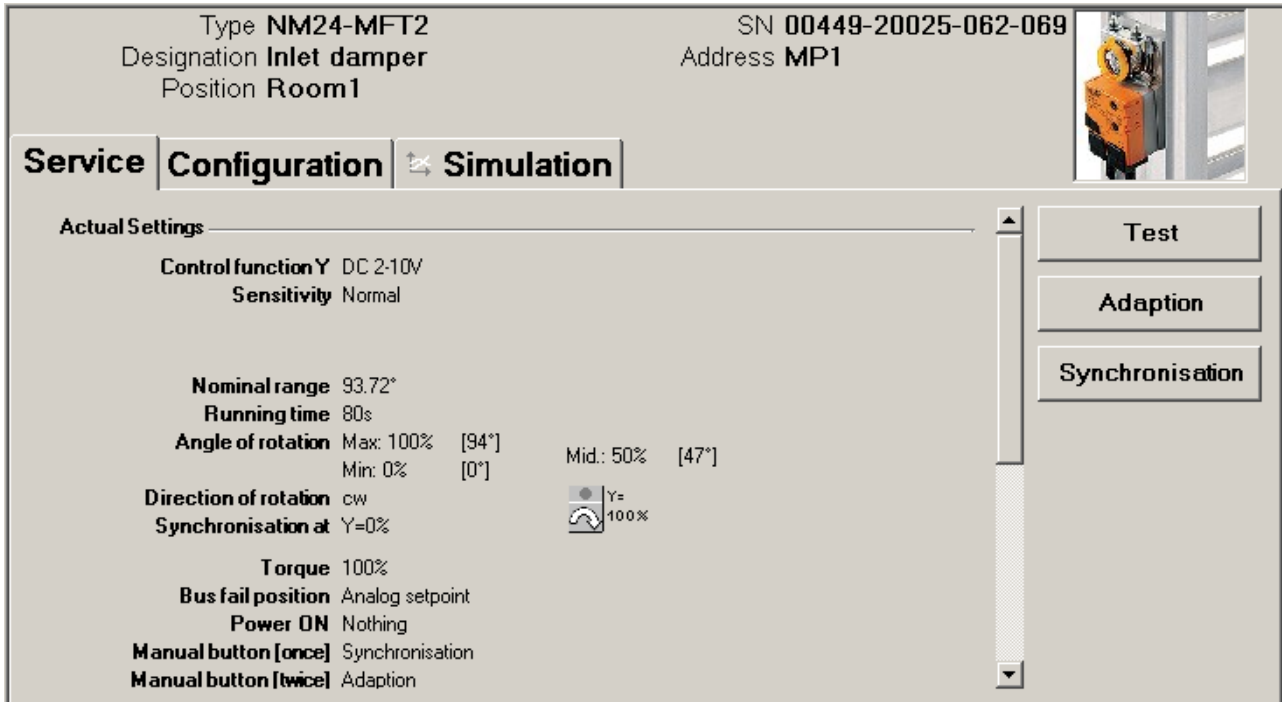 Type NM24-MFT2 SN 00449-20025-062-069
Designation Inlet damper Address MP1
Position Room1
Service Configuration Simulation
Actual Settings
Test
Control function Y DC 2-10V
Sensitivity Normal
Adaption
Synchronisation
Nominal range 93.72°
Running time 80s
Angle of rotation Max: 100% [94°] Mid.: 50% [47°]
Min: 0% [0°]
Direction of rotation cw Y=
Synchronisation at Y=0% 100%
Torque 100%
Bus fail position Analog setpoint
Power ON Nothing
Manual button [once] Synchronisation
Manual button [twice] Adaption